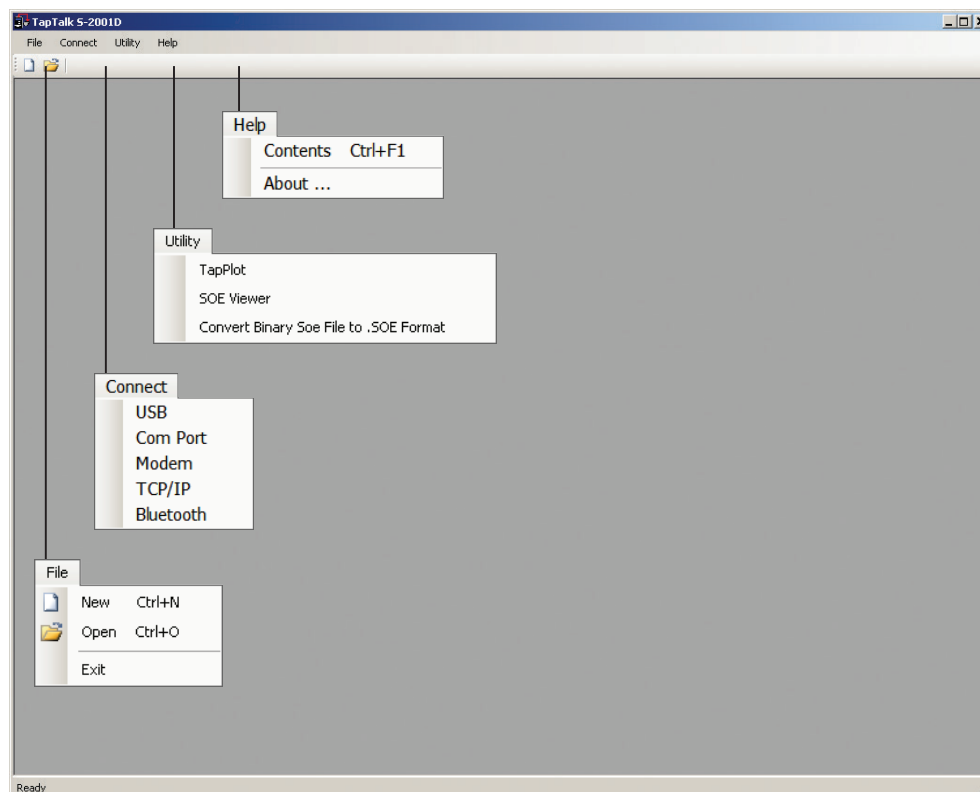 TapTalk S-2001D
File Connect Utility Help
Help
Contents Ctrl+F1
About ...
Utility
TapPlot
SOE Viewer
Convert Binary Soe File to .SOE Format
Connect
USB
Com Port
Modem
TCP/IP
Bluetooth
File
New Ctrl+N
Open Ctrl+O
Exit
Ready